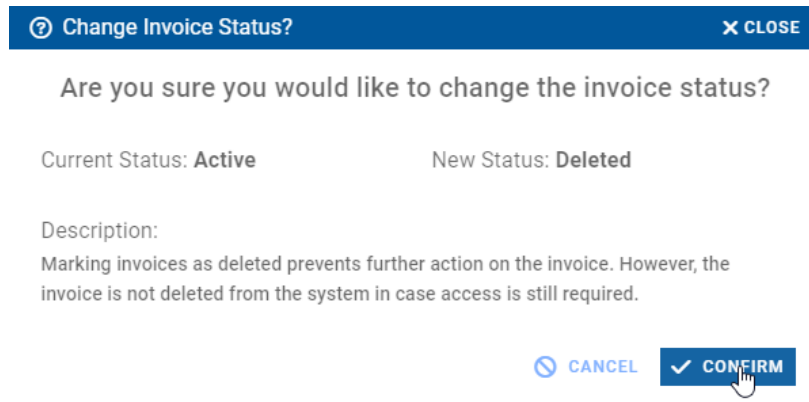 Change Invoice Status?
CLOSE
Are you sure you would like to change the invoice status?
Current Status: Active
New Status: Deleted
Description:
Marking invoices as deleted prevents further action on the invoice. However, the
invoice is not deleted from the system in case access is still required.
CANCEL
CONFIRM